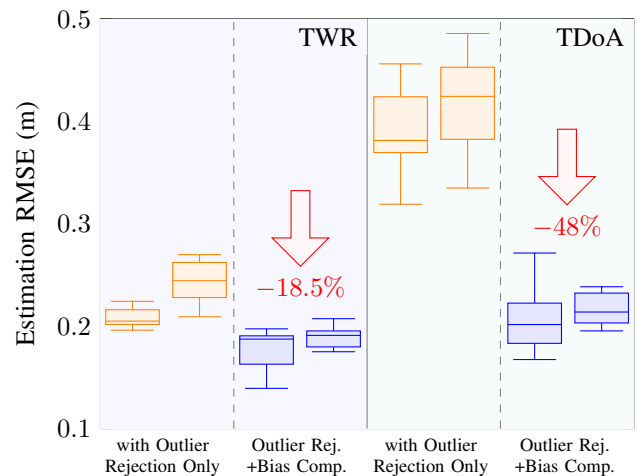 Estimation RMSE (m)
0.5
0.4
0.3
0.2
0.1
TWR
TDoA
−18.5%
−48%
with Outlier
Rejection Only
Outlier Rej.
+Bias Comp.
with Outlier
Rejection Only
Outlier Rej.
+Bias Comp.